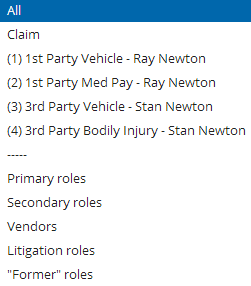 All
Claim
(1) 1st Party Vehicle - Ray Newton
(2) 1st Party Med Pay - Ray Newton
(3) 3rd Party Vehicle - Stan Newton
(4) 3rd Party Bodily Injury - Stan Newton
-----
Primary roles
Secondary roles
Vendors
Litigation roles
"Former" roles